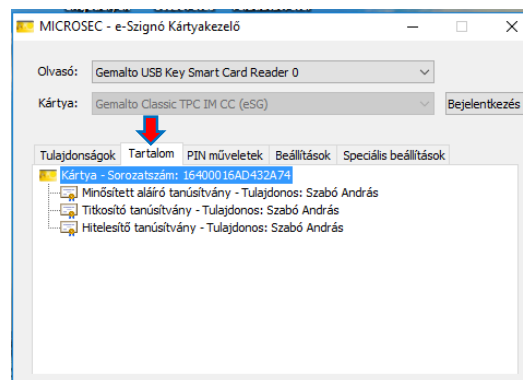 MICROSEC - e-Szignó Kártyakezelő
Olvasó: Gemalto USB Key Smart Card Reader 0
Kártya: Gemalto Classic TPC IM CC (eSG) Bejelentkezés
Tulajdonságok Tartalom PIN műveletek Beállítások Speciális beállítások
Kártya - Sorozatszám: 16400016AD432A74
Minősített aláíró tanúsítvány - Tulajdonos: Szabó András
Titkosító tanúsítvány - Tulajdonos: Szabó András
Hitelesítő tanúsítvány - Tulajdonos: Szabó András